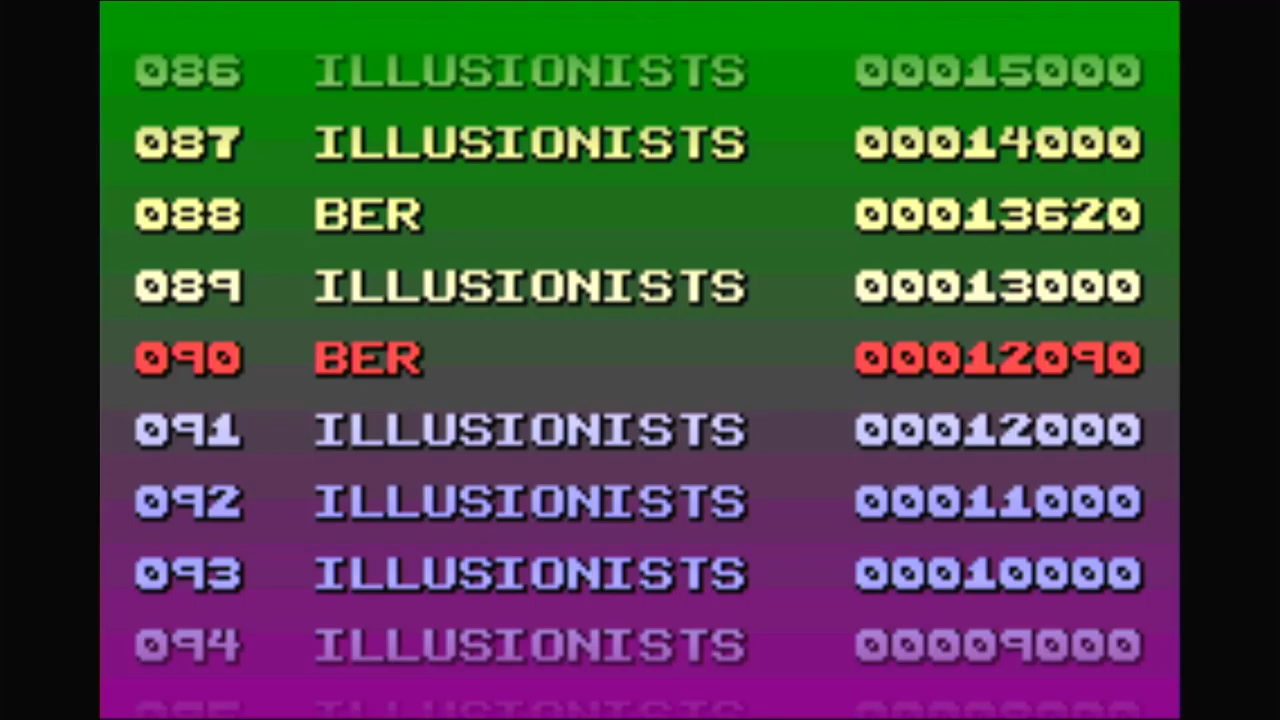 086 ILLUSIONISTS 00015000
087 ILLUSIONISTS 00014000
088 BER 00013620
089 ILLUSIONISTS 00013000
090 BER 00012090
091 ILLUSIONISTS 00012000
092 ILLUSIONISTS 00011000
093 ILLUSIONISTS 00010000
094 ILLUSIONISTS 00009000